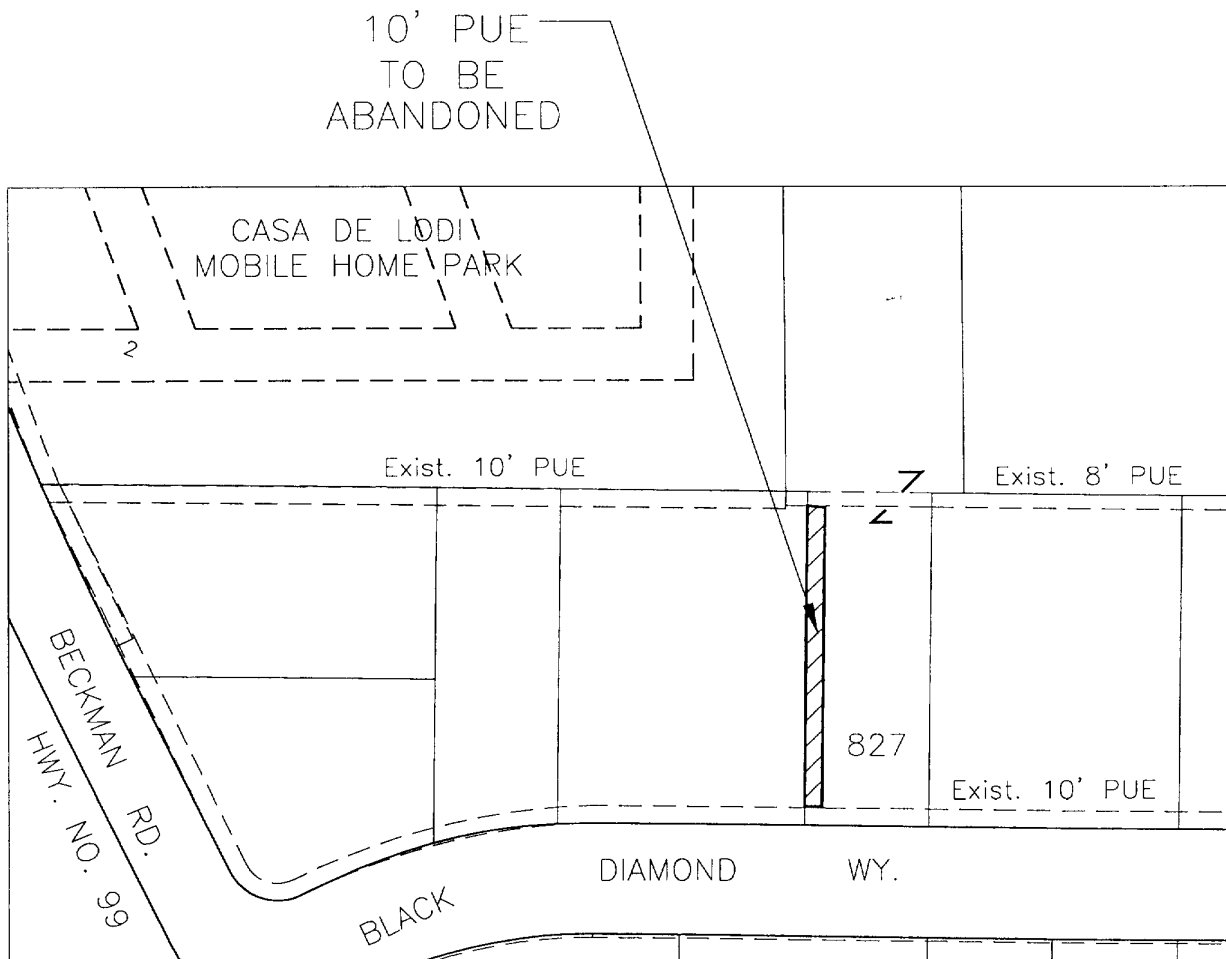 10' PUE
TO BE
ABANDONED
CASA DE LODI
MOBILE HOME PARK
2
Exist. 10' PUE
Exist. 8' PUE
827
Exist. 10' PUE
BECKMAN RD.
HWY. NO. 99
BLACK DIAMOND WY.